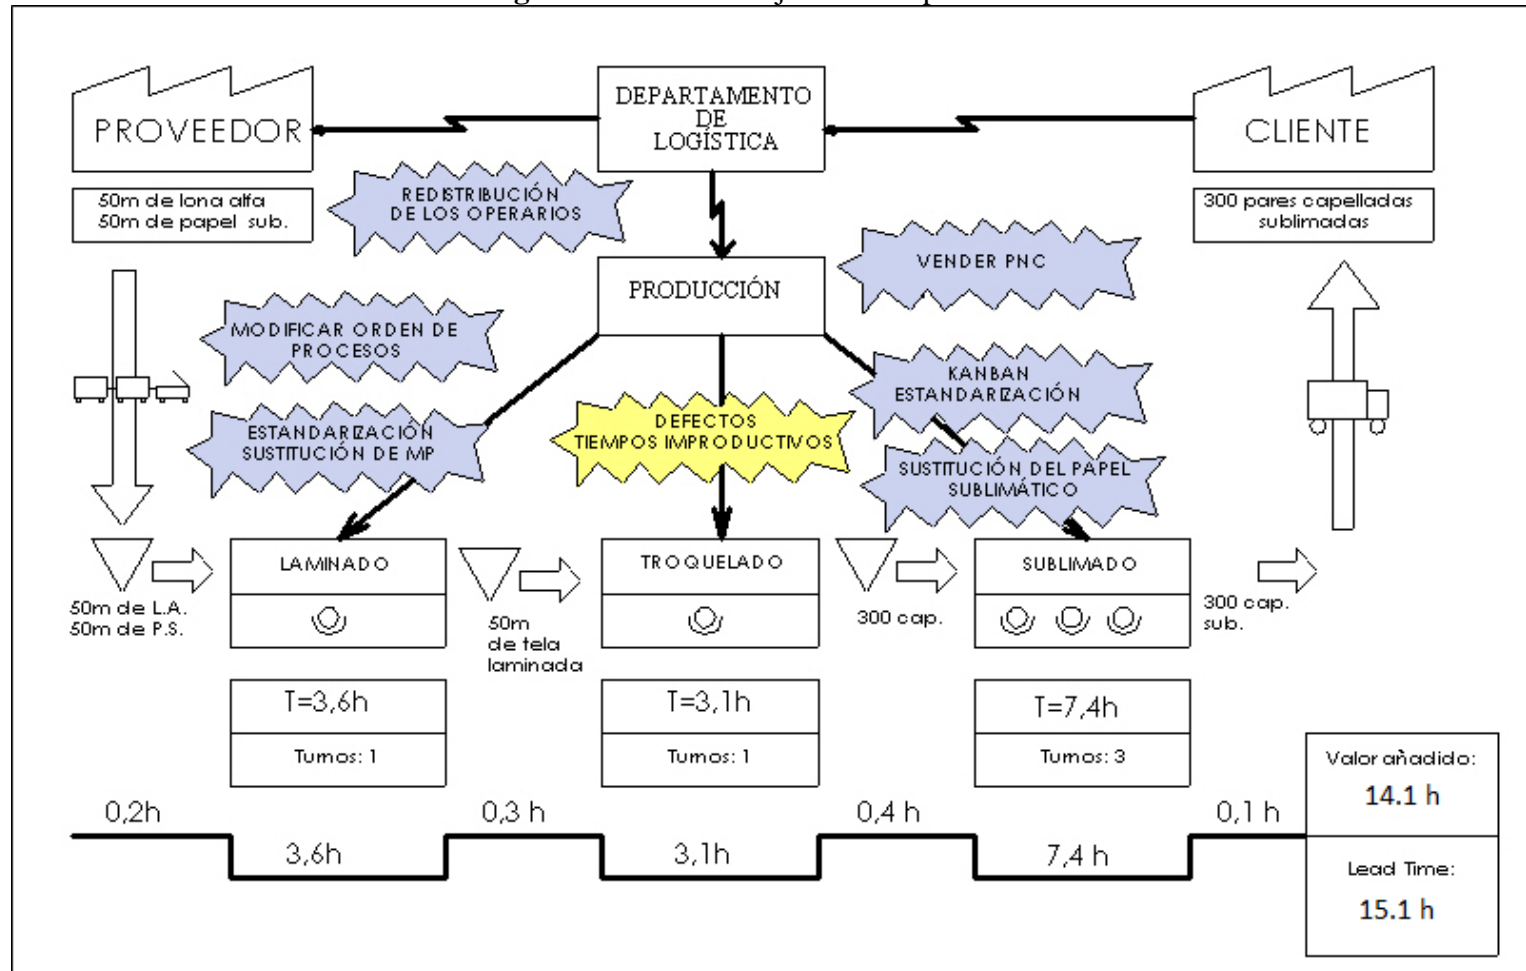 PROVEEDOR
DEPARTAMENTO
DE
LOGÍSTICA
CLIENTE
50m de lona alfa
50m de papel sub.
REDISTRIBUCIÓN
DE LOS OPERARIOS
300 pares capelladas
sublimadas
VENDER PNC
PRODUCCIÓN
MODIFICAR ORDEN DE
PROCESOS
KANBAN
ESTANDARIZACIÓN
ESTANDARIZACIÓN
SUSTITUCIÓN DE MP
DEFECTOS
TIEMPOS IMPRODUCTIVOS
SUSTITUCIÓN DEL PAPEL
SUBLIMÁTICO
LAMINADO
TROQUELADO
SUBLIMADO
50m de L.A.
50m de P.S.
50m
de tela
laminada
300 cap.
300 cap.
sub.
T=3,6h
Turnos: 1
T=3,1h
Turnos: 1
T=7,4h
Turnos: 3
0,2h
3,6h
0,3 h
3,1h
0,4 h
7,4 h
0,1 h
Valor añadido:
14.1 h
Lead Time:
15.1 h